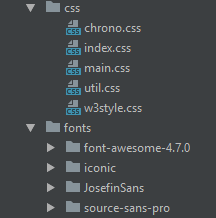 css
chrono.css
index.css
main.css
util.css
w3style.css
fonts
font-awesome-4.7.0
iconic
JosefinSans
source-sans-pro